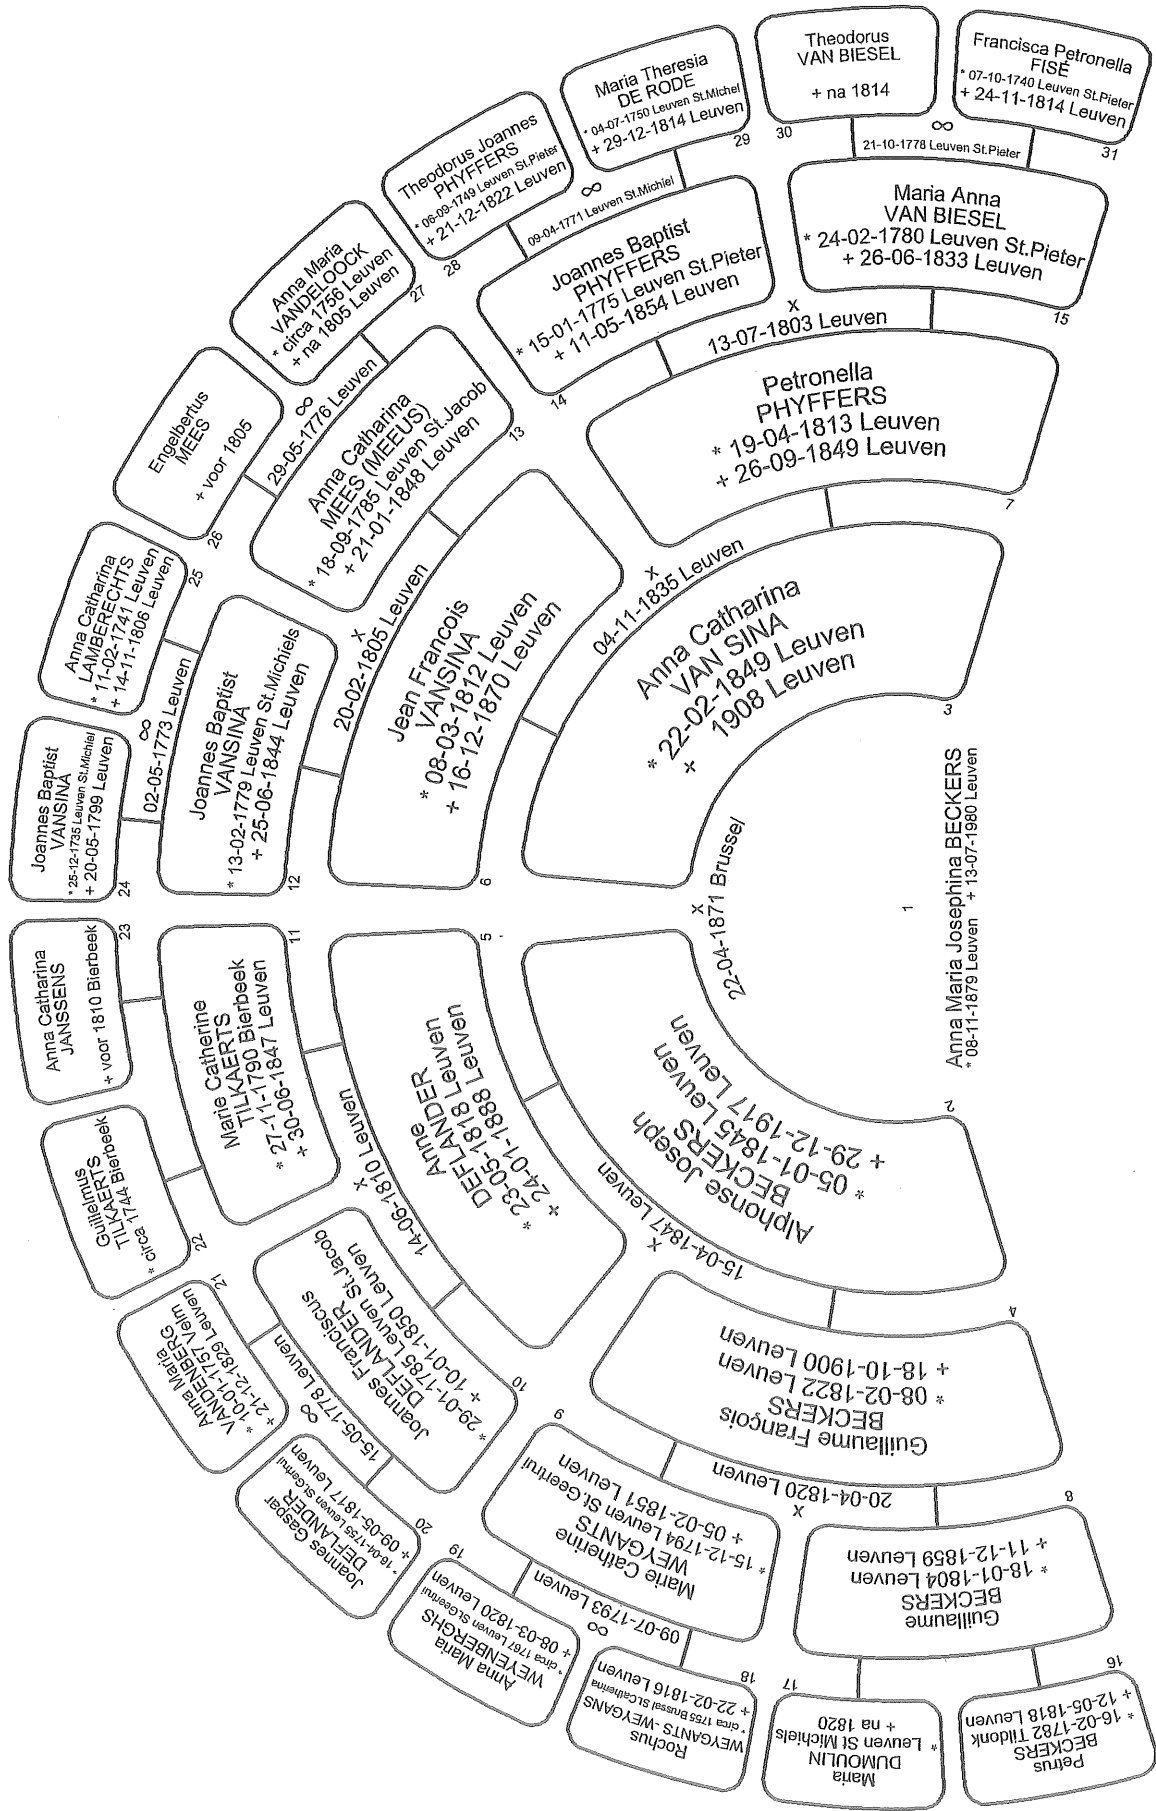 1
Anna Maria Josephina BECKERS
* 08-11-1879 Leuven + 13-07-1980 Leuven
X
22-04-1871 Brussel
2
Alphonse Joseph
BECKERS
* 05-01-1845 Leuven
+ 29-12-1917 Leuven
3
Anna Catharina
VAN SINA
* 22-02-1849 Leuven
+ 1908 Leuven
X
15-04-1847 Leuven
4
Guillaume François
BECKERS
* 08-02-1822 Leuven
+ 18-10-1900 Leuven
5
Anne
DEFLANDER
* 23-05-1818 Leuven
+ 24-01-1888 Leuven
X
04-11-1835 Leuven
6
Jean Francois
VANSINA
* 08-03-1812 Leuven
+ 16-12-1870 Leuven
7
Petronella
PHYFFERS
* 19-04-1813 Leuven
+ 26-09-1849 Leuven
X
20-04-1820 Leuven
8
Guillaume
BECKERS
* 18-01-1804 Leuven
+ 11-12-1859 Leuven
9
Marie Catherine
WEYGANTS
* 15-12-1794 Leuven St.Geertrui
+ 05-02-1851 Leuven
X
14-06-1810 Leuven
10
Joannes Franciscus
DEFLANDER
* 29-01-1785 Leuven St.Jacob
+ 10-01-1850 Leuven
11
Marie Catherine
TILKAERTS
* 27-11-1790 Bierbeek
+ 30-06-1847 Leuven
X
20-02-1805 Leuven
12
Joannes Baptist
VANSINA
* 13-02-1779 Leuven St.Michiels
+ 25-06-1844 Leuven
13
Anna Catharina
MEES (MEEUS)
* 18-09-1785 Leuven St.Jacob
+ 21-01-1848 Leuven
X
13-07-1803 Leuven
14
Joannes Baptist
PHYFFERS
* 15-01-1775 Leuven St.Pieter
+ 11-05-1854 Leuven
15
Maria Anna
VAN BIESEL
* 24-02-1780 Leuven St.Pieter
+ 26-06-1833 Leuven
16
Petrus
BECKERS
* 16-02-1782 Tildonk
+ 12-05-1818 Leuven
17
Maria
DUMOULIN
* Leuven St Michiels
+ na 1820
18
Rochus
WEYGANTS -WEYGANS
* circa 1755 Brussel St.Catherina
+ 22-02-1816 Leuven
∞
09-07-1793 Leuven
19
Anna Maria
WEYENBERGHS
* circa 1767 Leuven St.Geertrui
+ 08-03-1820 Leuven
20
Joannes Gaspar
DEFLANDER
* 16-04-1755 Leuven St.Geertrui
+ 09-05-1817 Leuven
∞
15-05-1778 Leuven
21
Anna Maria
VANDENBERG
* 10-01-1757 Velm
+ 21-12-1829 Leuven
22
Guilielmus
TILKAERTS
* circa 1744 Bierbeek
23
Anna Catharina
JANSSENS
+ voor 1810 Bierbeek
24
Joannes Baptist
VANSINA
* 25-12-1735 Leuven St.Michiel
+ 20-05-1799 Leuven
∞
02-05-1773 Leuven
25
Anna Catharina
LAMBERECHTS
* 11-02-1741 Leuven
+ 14-11-1806 Leuven
26
Engelbertus
MEES
+ voor 1805
∞
29-05-1776 Leuven
27
Anna Maria
VANDELOOCK
* circa 1756 Leuven
+ na 1805 Leuven
28
Theodorus Joannes
PHYFFERS
* 06-09-1749 Leuven St.Pieter
+ 21-12-1822 Leuven
∞
09-04-1771 Leuven St.Michiel
29
Maria Theresia
DE RODE
* 04-07-1750 Leuven St.Michel
+ 29-12-1814 Leuven
30
Theodorus
VAN BIESEL
+ na 1814
∞
21-10-1778 Leuven St.Pieter
31
Francisca Petronella
FISÉ
* 07-10-1740 Leuven St.Pieter
+ 24-11-1814 Leuven